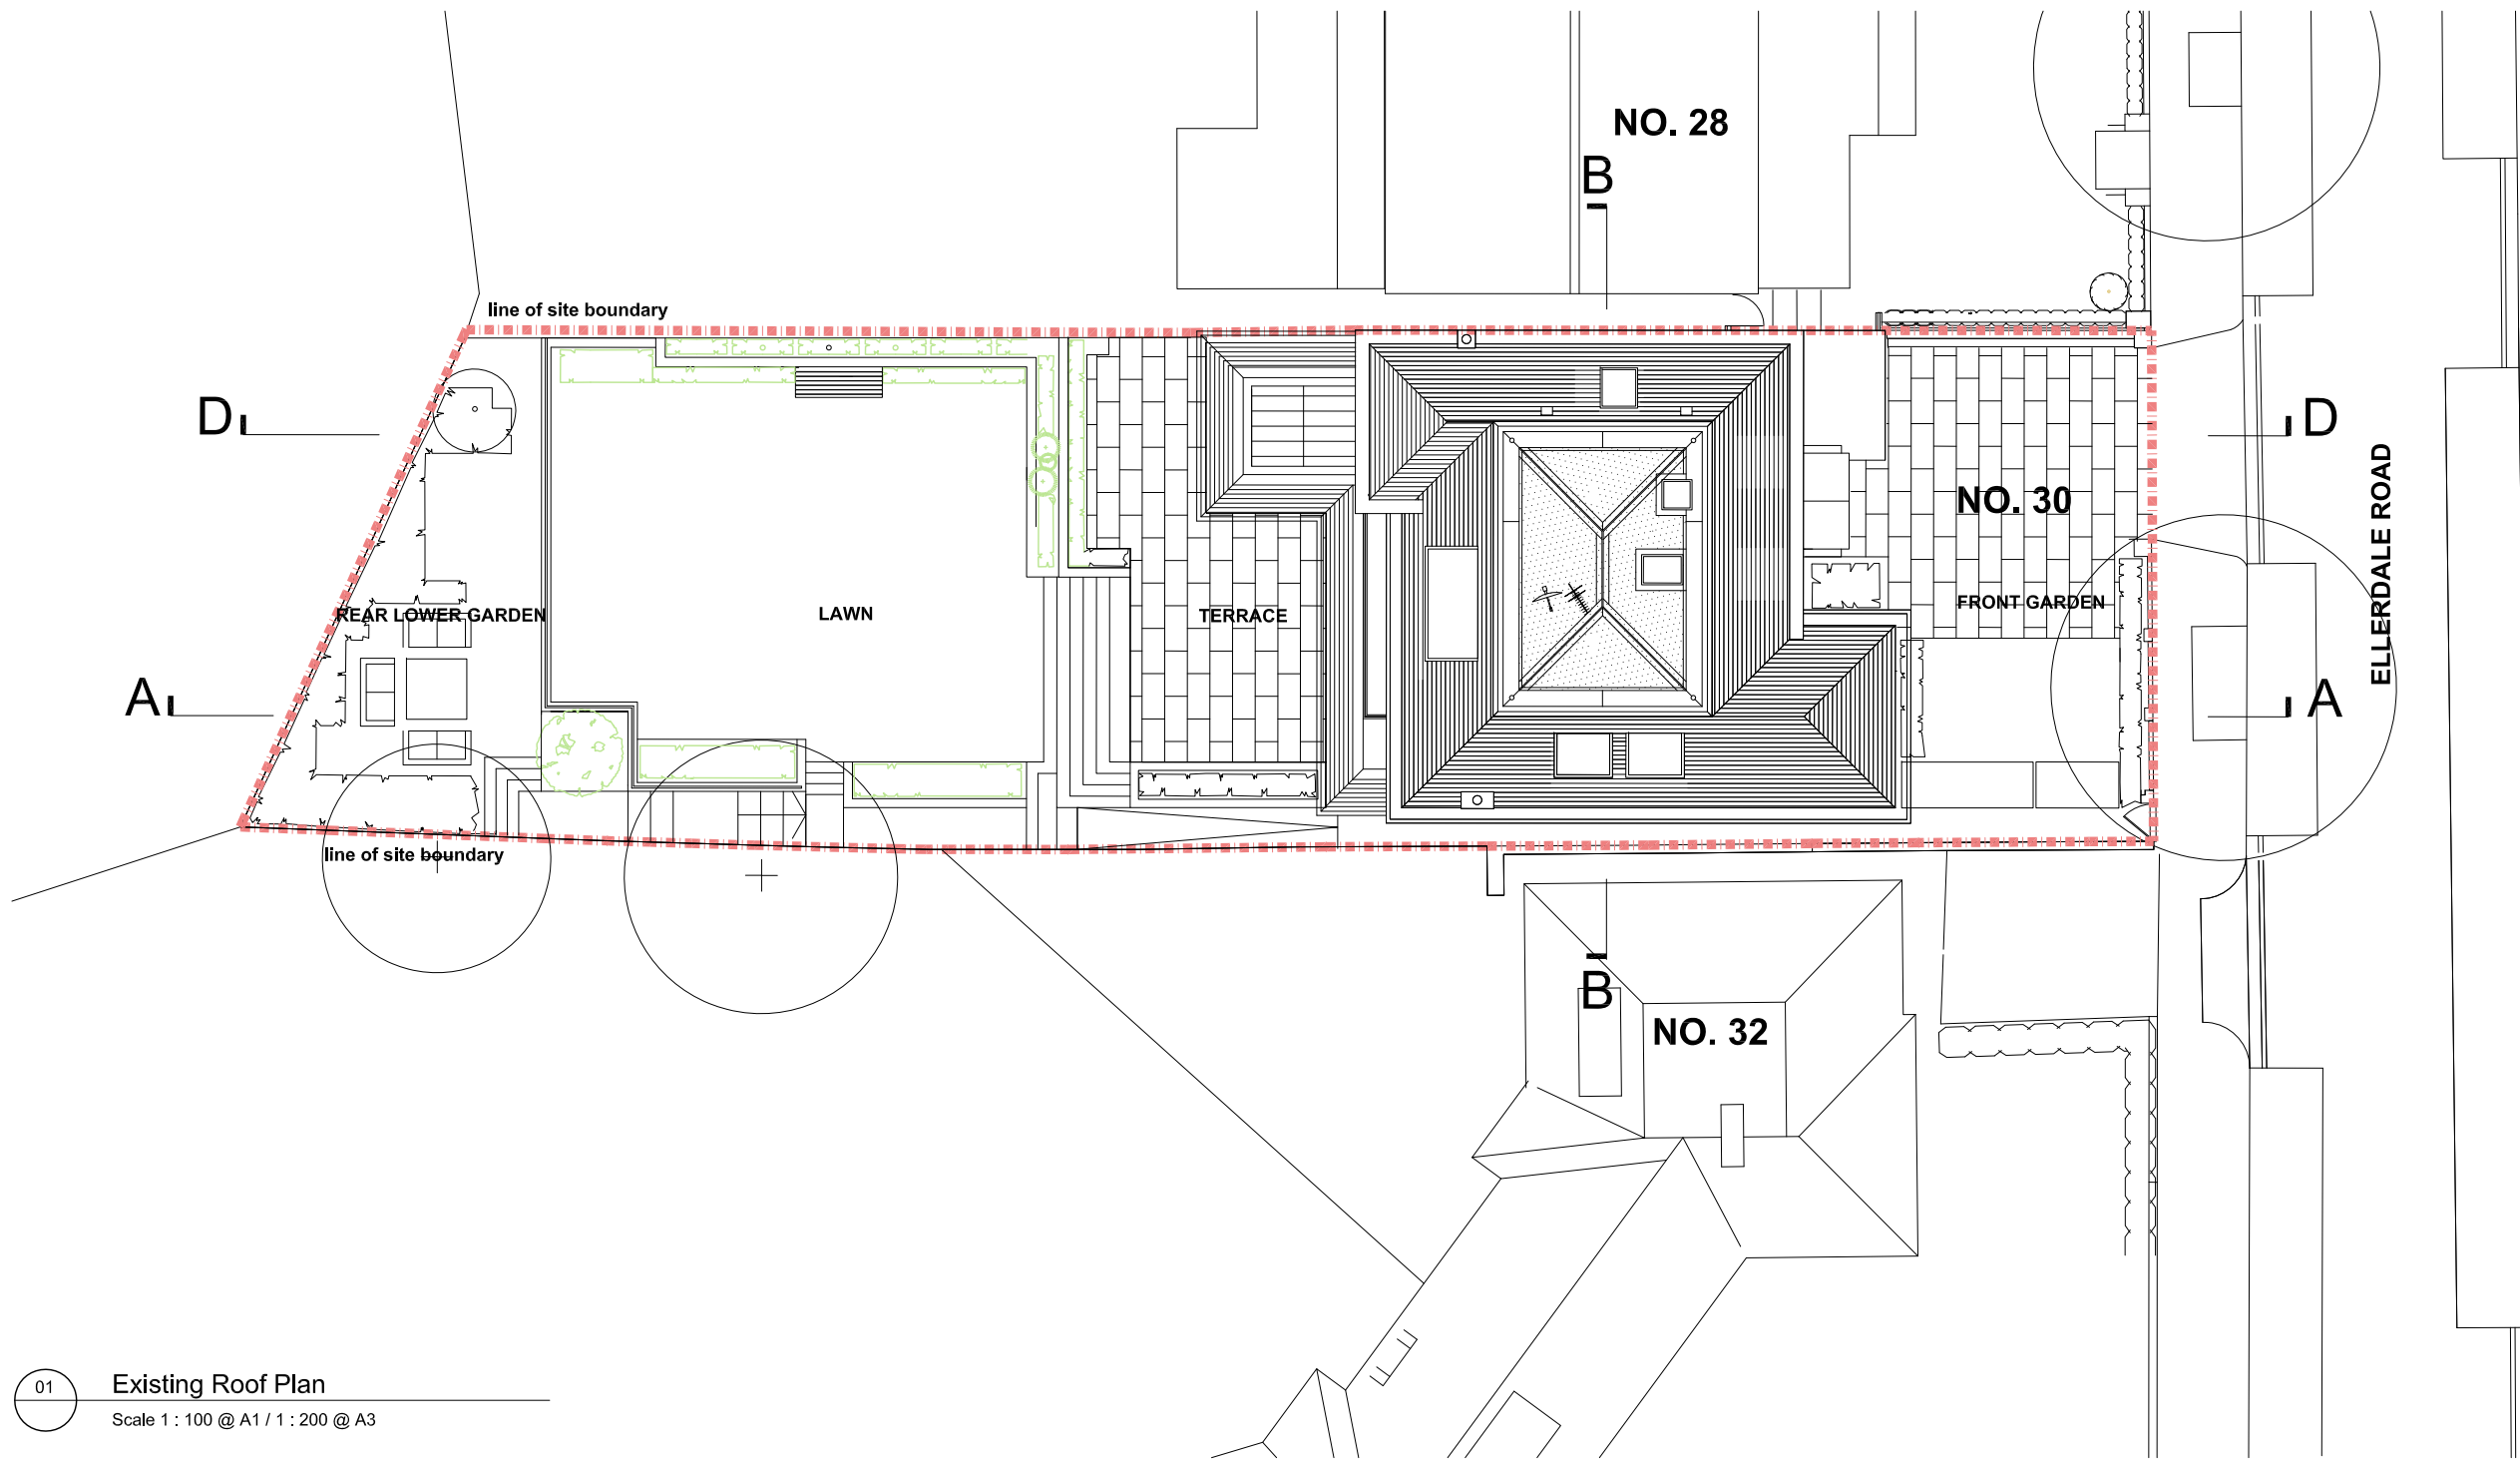 NO. 28
B
line of site boundary
D
D
ELLERDALE ROAD
NO. 30
REAR LOWER GARDEN
LAWN
TERRACE
FRONT GARDEN
A
A
line of site boundary
B
NO. 32
01
Existing Roof Plan
Scale 1 : 100 @ A1 / 1 : 200 @ A3